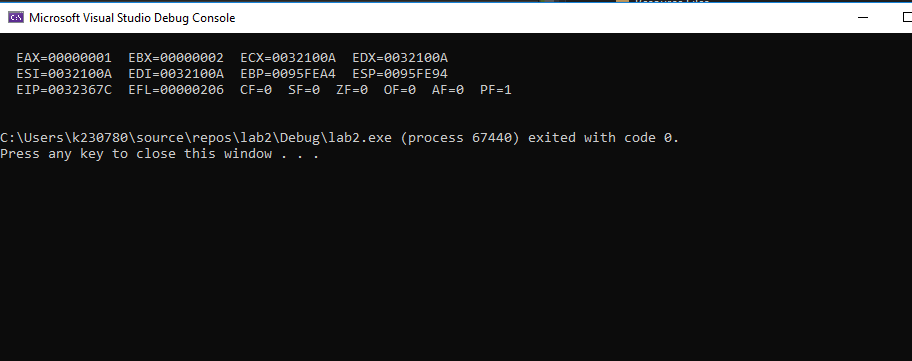 Resource Files
Microsoft Visual Studio Debug Console
EAX=00000001 EBX=00000002 ECX=0032100A EDX=0032100A
ESI=0032100A EDI=0032100A EBP=0095FEA4 ESP=0095FE94
EIP=0032367C EFL=00000206 CF=0 SF=0 ZF=0 OF=0 AF=0 PF=1
C:\Users\k230780\source\repos\lab2\Debug\lab2.exe (process 67440) exited with code 0.
Press any key to close this window . . .